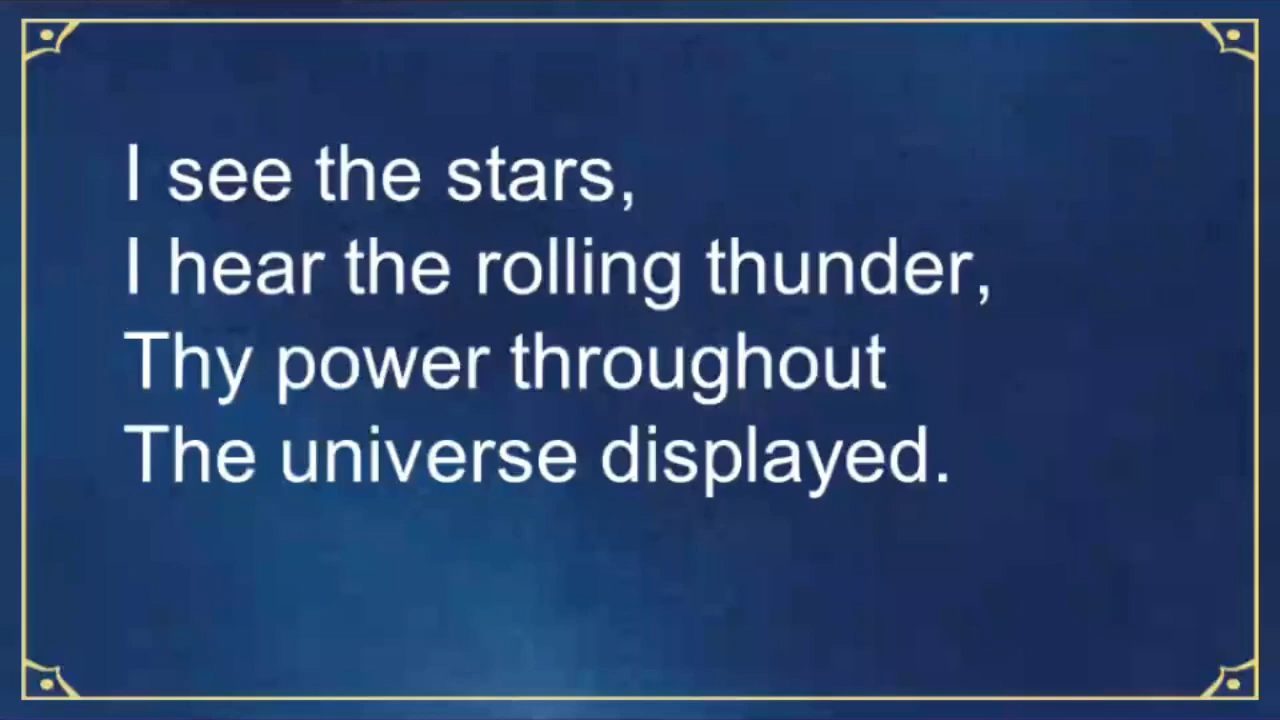 I see the stars,
I hear the rolling thunder,
Thy power throughout
The universe displayed.